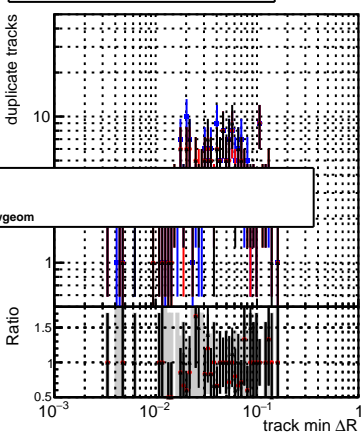 duplicate tracks
10
ygeom
1
Ratio
1.5
1
0.5
10⁻³ 10⁻² 10⁻¹ 1
track min ΔR